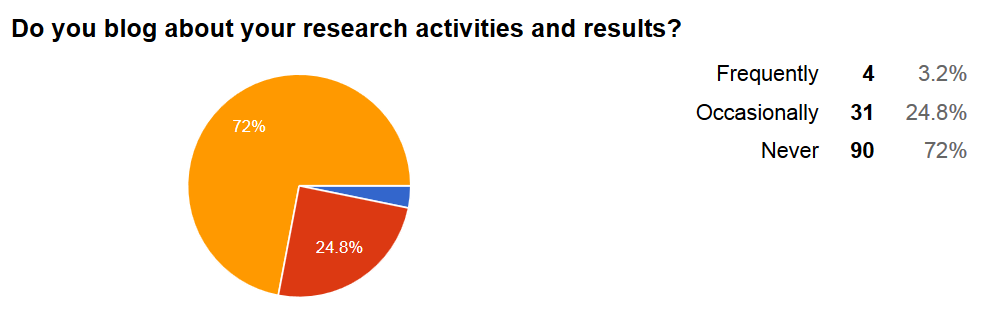 Do you blog about your research activities and results?
Frequently 4 3.2%
Occasionally 31 24.8%
Never 90 72%
72%
24.8%